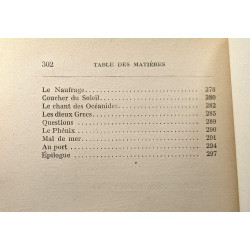 302 TABLE DES MATIÈRES
Le Naufrage 278
Coucher du Soleil 280
Le chant des Océanides 282
Les dieux Grecs 285
Questions 289
Le Phénix 290
Mal de mer 291
Au port 294
Épilogue 297